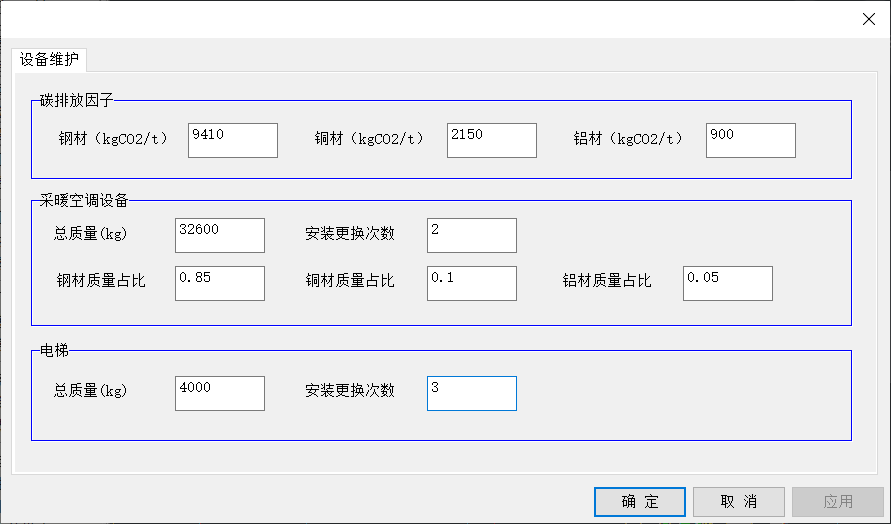 设备维护
碳排放因子
钢材（kgCO2/t） 9410 铜材（kgCO2/t） 2150 铝材（kgCO2/t） 900
采暖空调设备
总质量(kg) 32600 安装更换次数 2
钢材质量占比 0.85 铜材质量占比 0.1 铝材质量占比 0.05
电梯
总质量(kg) 4000 安装更换次数 3
确 定 取 消 应用